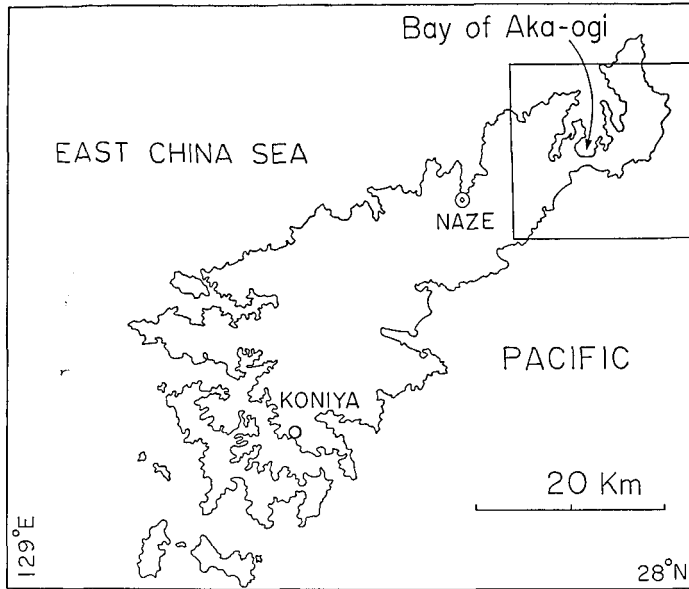 Bay of Aka-ogi
EAST CHINA SEA
NAZE
PACIFIC
KONIYA
20 Km
129°E
28°N